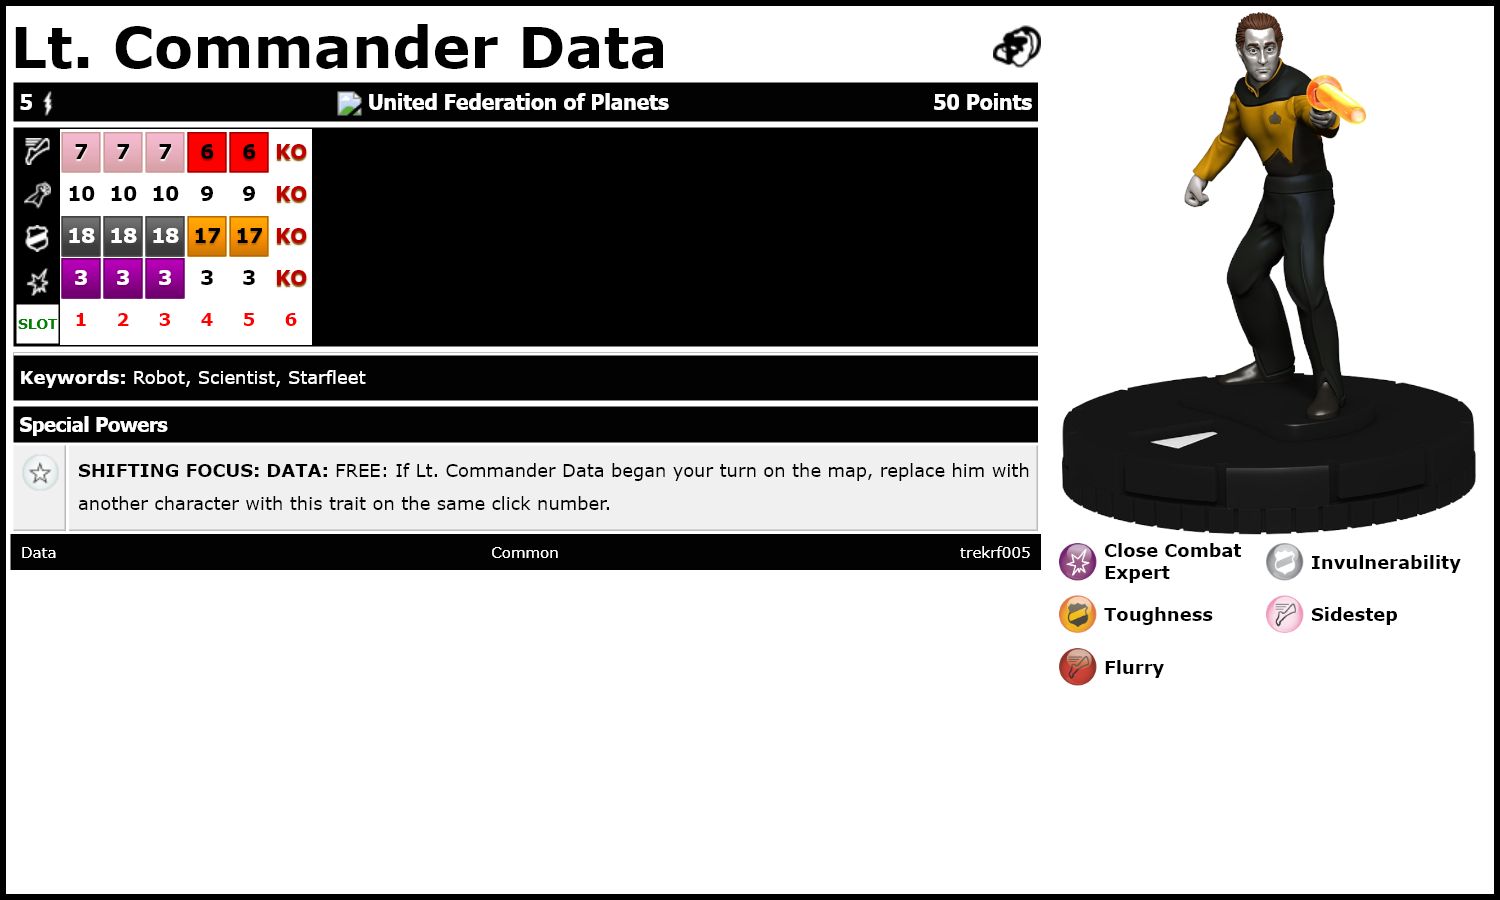 Lt. Commander Data
5 United Federation of Planets 50 Points
7 7 7 6 6 KO
10 10 10 9 9 KO
18 18 18 17 17 KO
3 3 3 3 3 KO
SLOT 1 2 3 4 5 6
Keywords: Robot, Scientist, Starfleet
Special Powers
SHIFTING FOCUS: DATA: FREE: If Lt. Commander Data began your turn on the map, replace him with
another character with this trait on the same click number.
Data Common trekrf005
Close Combat
Expert
Invulnerability
Toughness
Sidestep
Flurry